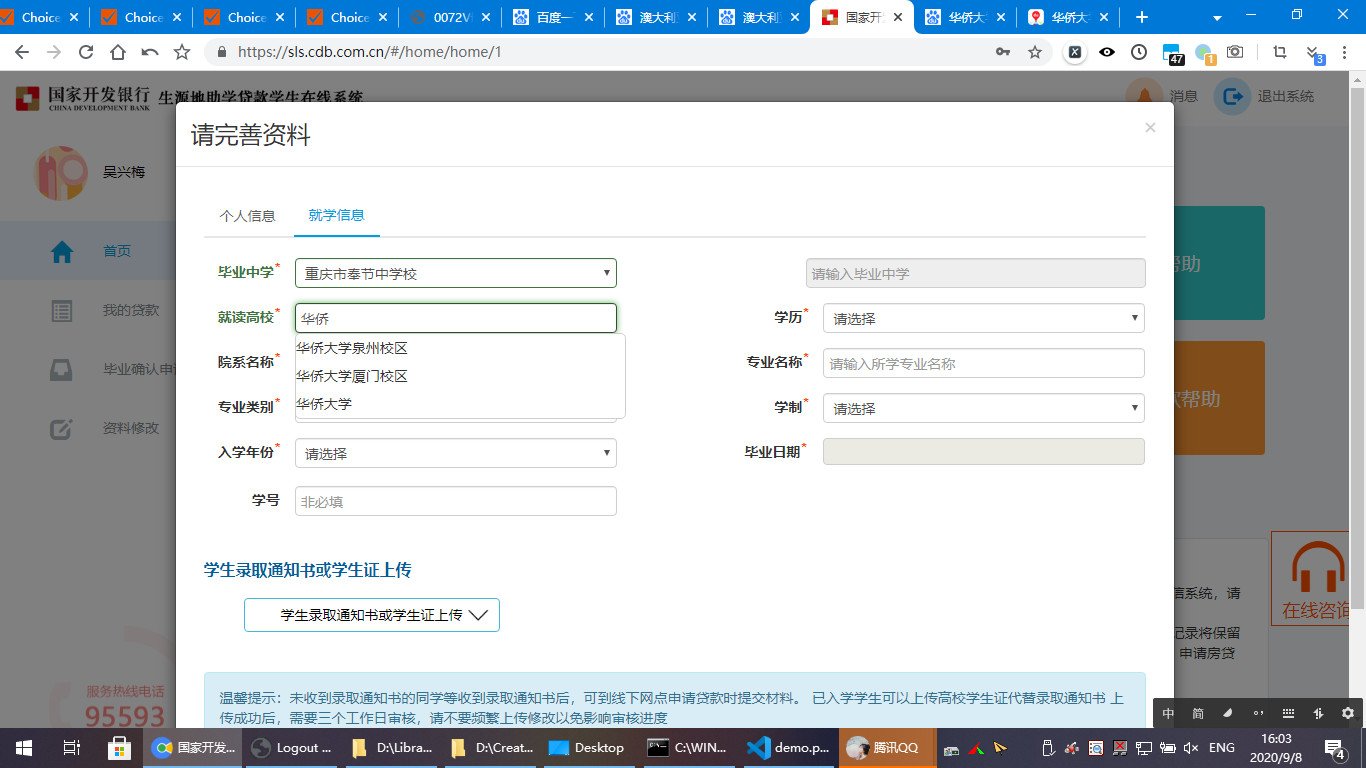 Choice
Choice
Choice
Choice
0072V
百度一
澳大利
澳大利
国家开
华侨大
华侨大
https://sls.cdb.com.cn/#/home/home/1
47
1
3
国家开发银行 生源地助学贷款学生在线系统
CHINA DEVELOPMENT BANK
消息
退出系统
请完善资料
×
吴兴梅
个人信息
就学信息
首页
毕业中学*
重庆市奉节中学校
请输入毕业中学
帮助
我的贷款
就读高校*
华侨
学历*
请选择
华侨大学泉州校区
院系名称*
专业名称*
请输入所学专业名称
毕业确认申
华侨大学厦门校区
专业类别*
华侨大学
学制*
请选择
款帮助
资料修改
入学年份*
请选择
毕业日期*
学号
非必填
学生录取通知书或学生证上传
信系统，请
学生录取通知书或学生证上传
在线咨询
记录将保留
申请房贷
服务热线电话
95593
温馨提示：未收到录取通知书的同学等收到录取通知书后，可到线下网点申请贷款时提交材料。 已入学学生可以上传高校学生证代替录取通知书 上
传成功后，需要三个工作日审核，请不要频繁上传修改以免影响审核进度
中
简
国家开发...
Logout ...
D:\Libra...
D:\Creat...
Desktop
C:\WIN...
demo.p...
腾讯QQ
ENG
16:03
2020/9/8
4